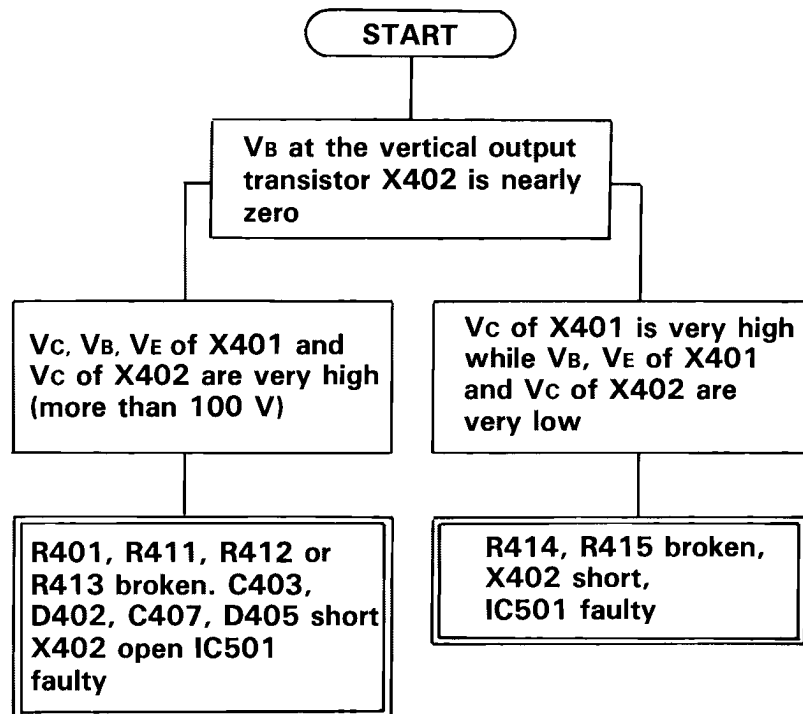 START
VB at the vertical output
transistor X402 is nearly
zero
VC, VB, VE of X401 and
VC of X402 are very high
(more than 100 V)
VC of X401 is very high
while VB, VE of X401
and VC of X402 are
very low
R401, R411, R412 or
R413 broken. C403,
D402, C407, D405 short
X402 open IC501
faulty
R414, R415 broken,
X402 short,
IC501 faulty